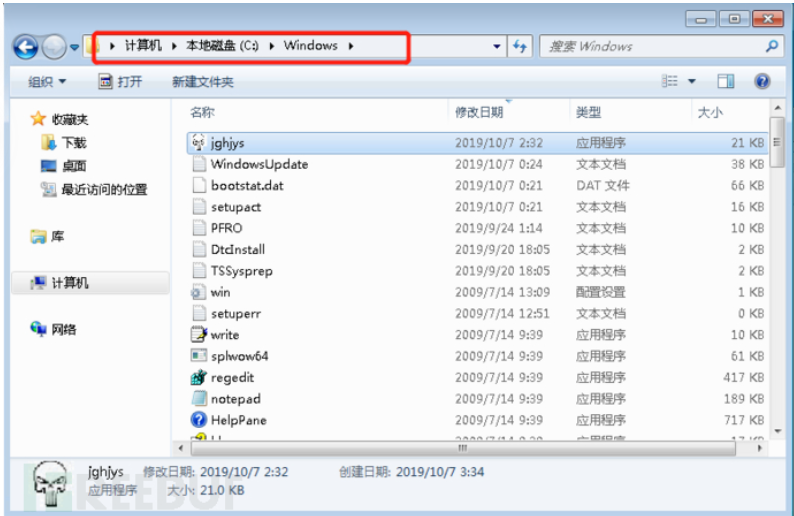 计算机 本地磁盘 (C:) Windows 搜索 Windows
组织 打开 新建文件夹
名称 修改日期 类型 大小
收藏夹
下载
桌面
最近访问的位置
库
计算机
网络
jghjys 2019/10/7 2:32 应用程序 21 KB
WindowsUpdate 2019/10/7 0:24 文本文档 38 KB
bootstat.dat 2019/10/7 0:21 DAT 文件 66 KB
setupact 2019/10/7 0:21 文本文档 16 KB
PFRO 2019/9/24 1:14 文本文档 10 KB
DtcInstall 2019/9/20 18:05 文本文档 2 KB
TSSysprep 2019/9/20 18:05 文本文档 2 KB
win 2009/7/14 13:09 配置设置 1 KB
setuperr 2009/7/14 12:51 文本文档 0 KB
write 2009/7/14 9:39 应用程序 10 KB
splwow64 2009/7/14 9:39 应用程序 61 KB
regedit 2009/7/14 9:39 应用程序 417 KB
notepad 2009/7/14 9:39 应用程序 189 KB
HelpPane 2009/7/14 9:39 应用程序 717 KB
jghjys 修改日期: 2019/10/7 2:32 创建日期: 2019/10/7 3:34
应用程序 大小: 21.0 KB
REEBUF